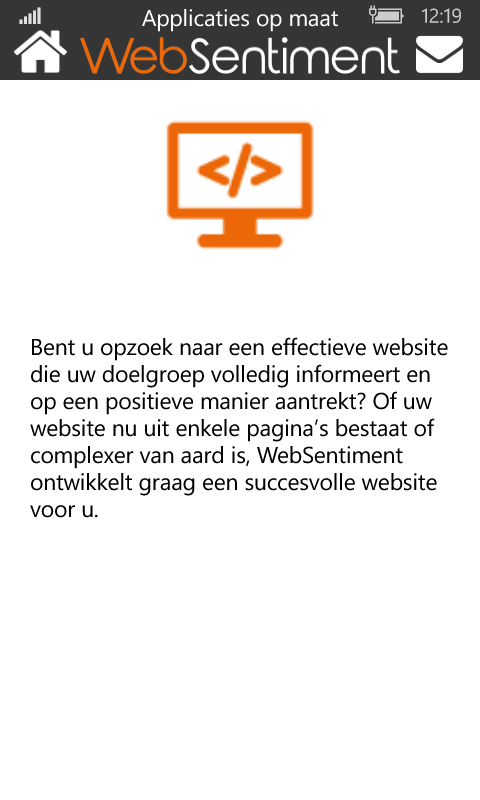 Applicaties op maat
12:19
WebSentiment
</>
Bent u opzoek naar een effectieve website
die uw doelgroep volledig informeert en
op een positieve manier aantrekt? Of uw
website nu uit enkele pagina's bestaat of
complexer van aard is, WebSentiment
ontwikkelt graag een succesvolle website
voor u.